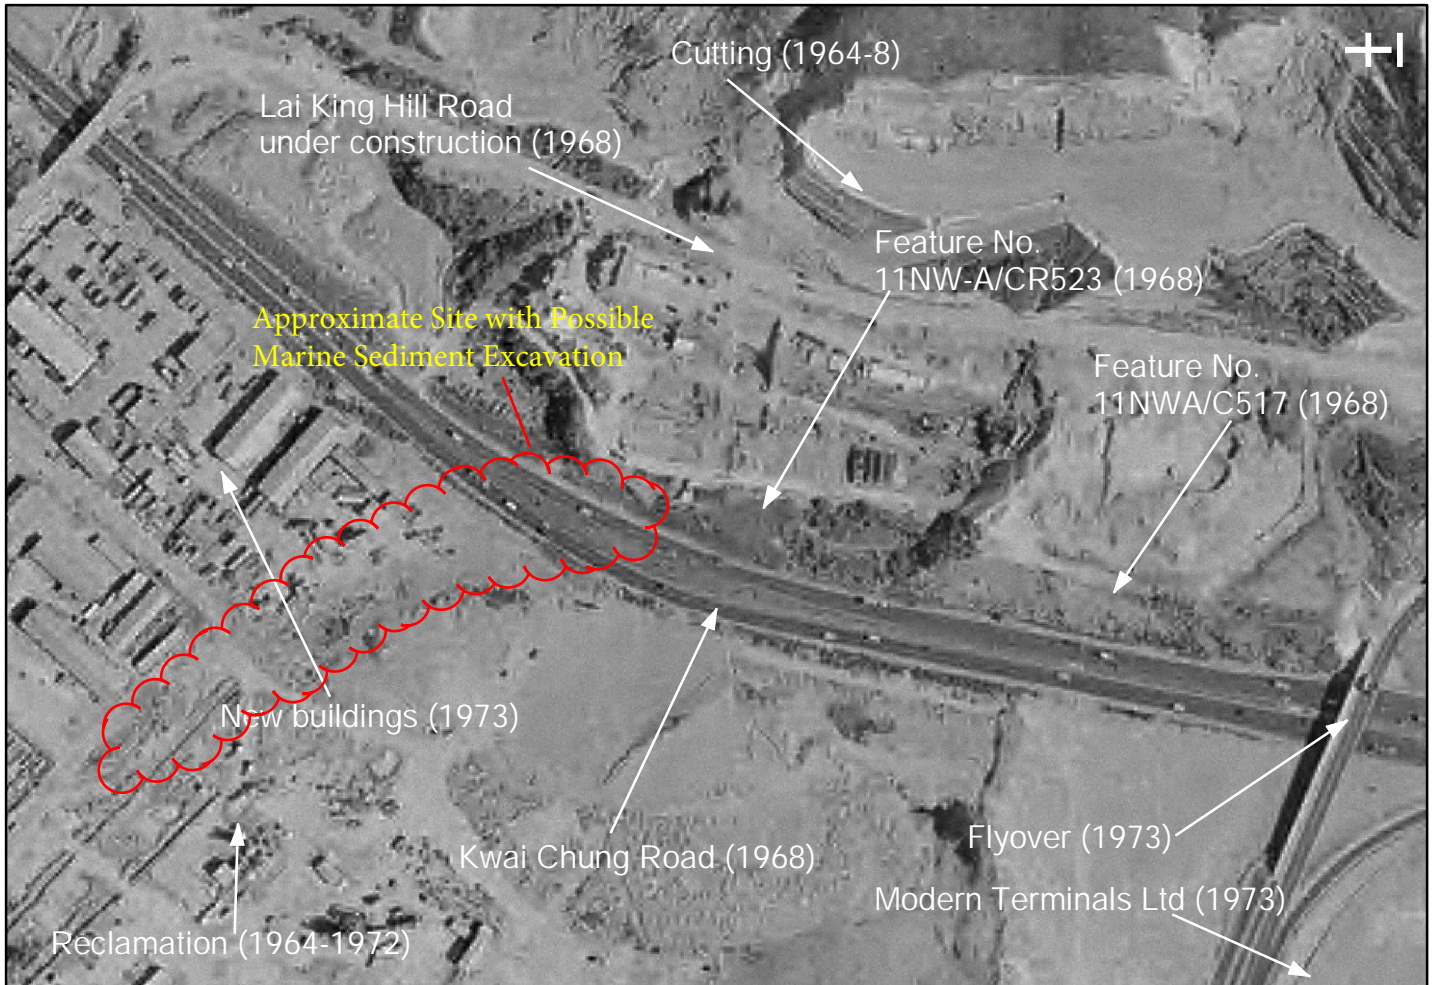 Cutting (1964-8)
Lai King Hill Road
under construction (1968)
Feature No.
11NW-A/CR523 (1968)
Approximate Site with Possible
Marine Sediment Excavation
Feature No.
11NWA/C517 (1968)
New buildings (1973)
Kwai Chung Road (1968)
Flyover (1973)
Modern Terminals Ltd (1973)
Reclamation (1964-1972)